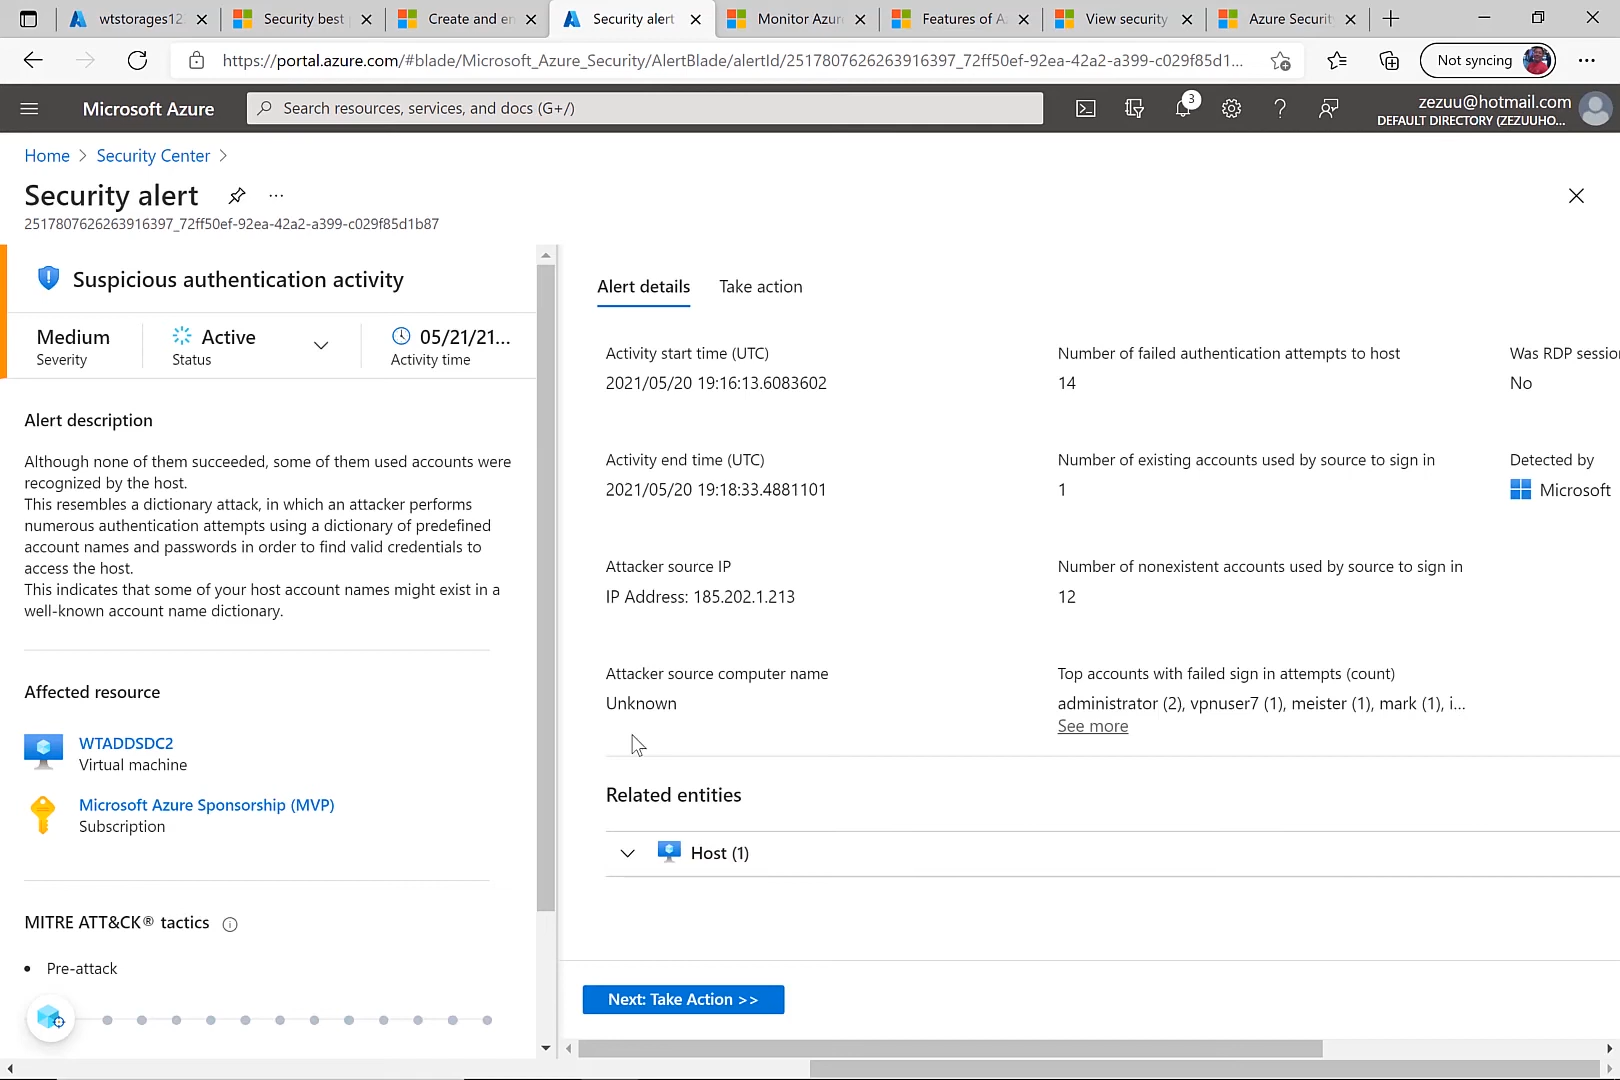 wtstorages12
Security best
Create and en
Security alert
Monitor Azur
Features of A
View security
Azure Securit
https://portal.azure.com/#blade/Microsoft_Azure_Security/AlertBlade/alertId/2517807626263916397_72ff50ef-92ea-42a2-a399-c029f85d1...
Not syncing
Microsoft Azure
Search resources, services, and docs (G+/)
3
zezuu@hotmail.com
DEFAULT DIRECTORY (ZEZUUHO...
Home > Security Center >
Security alert
...
2517807626263916397_72ff50ef-92ea-42a2-a399-c029f85d1b87
Suspicious authentication activity
Medium
Severity
Active
Status
05/21/21...
Activity time
Alert description
Although none of them succeeded, some of them used accounts were
recognized by the host.
This resembles a dictionary attack, in which an attacker performs
numerous authentication attempts using a dictionary of predefined
account names and passwords in order to find valid credentials to
access the host.
This indicates that some of your host account names might exist in a
well-known account name dictionary.
Affected resource
WTADDSDC2
Virtual machine
Microsoft Azure Sponsorship (MVP)
Subscription
MITRE ATT&CK® tactics
• Pre-attack
Alert details
Take action
Activity start time (UTC)
2021/05/20 19:16:13.6083602
Number of failed authentication attempts to host
14
Was RDP sessio
No
Activity end time (UTC)
2021/05/20 19:18:33.4881101
Number of existing accounts used by source to sign in
1
Detected by
Microsoft
Attacker source IP
IP Address: 185.202.1.213
Number of nonexistent accounts used by source to sign in
12
Attacker source computer name
Unknown
Top accounts with failed sign in attempts (count)
administrator (2), vpnuser7 (1), meister (1), mark (1), i...
See more
Related entities
Host (1)
Next: Take Action >>